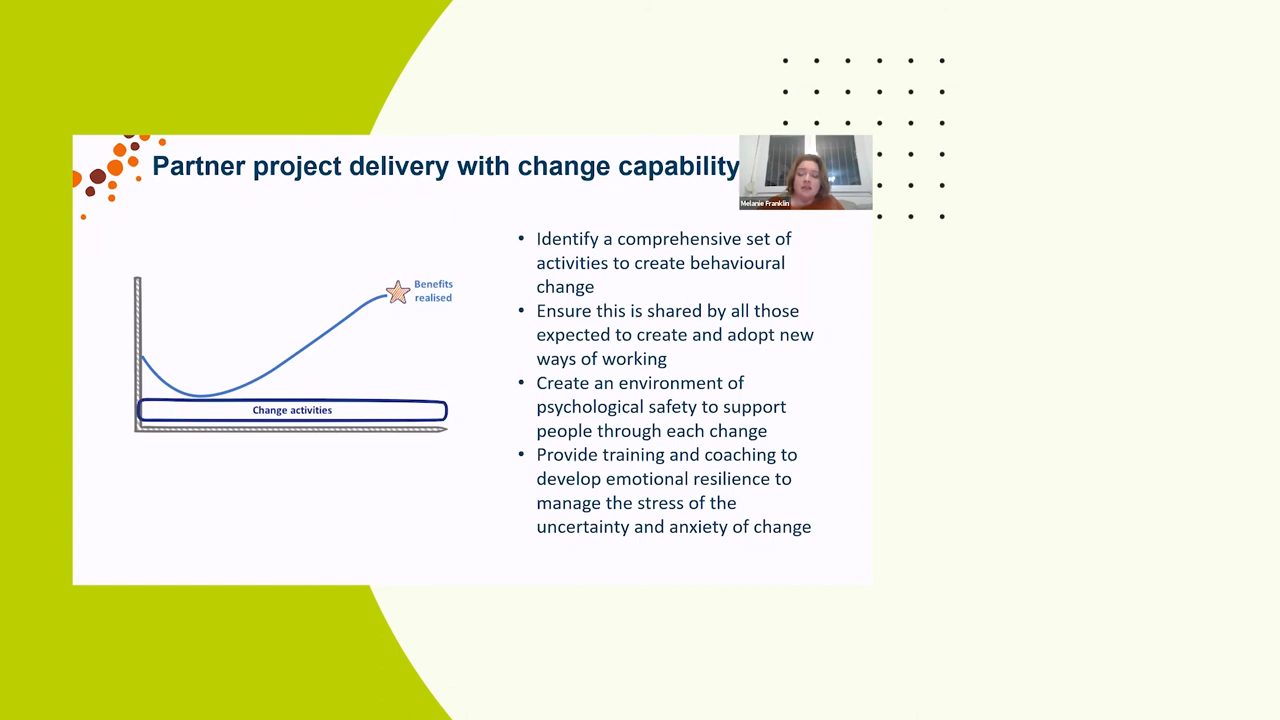 Partner project delivery with change capability
Melanie Franklin
Benefits
realised
Change activities
• Identify a comprehensive set of
activities to create behavioural
change
• Ensure this is shared by all those
expected to create and adopt new
ways of working
• Create an environment of
psychological safety to support
people through each change
• Provide training and coaching to
develop emotional resilience to
manage the stress of the
uncertainty and anxiety of change